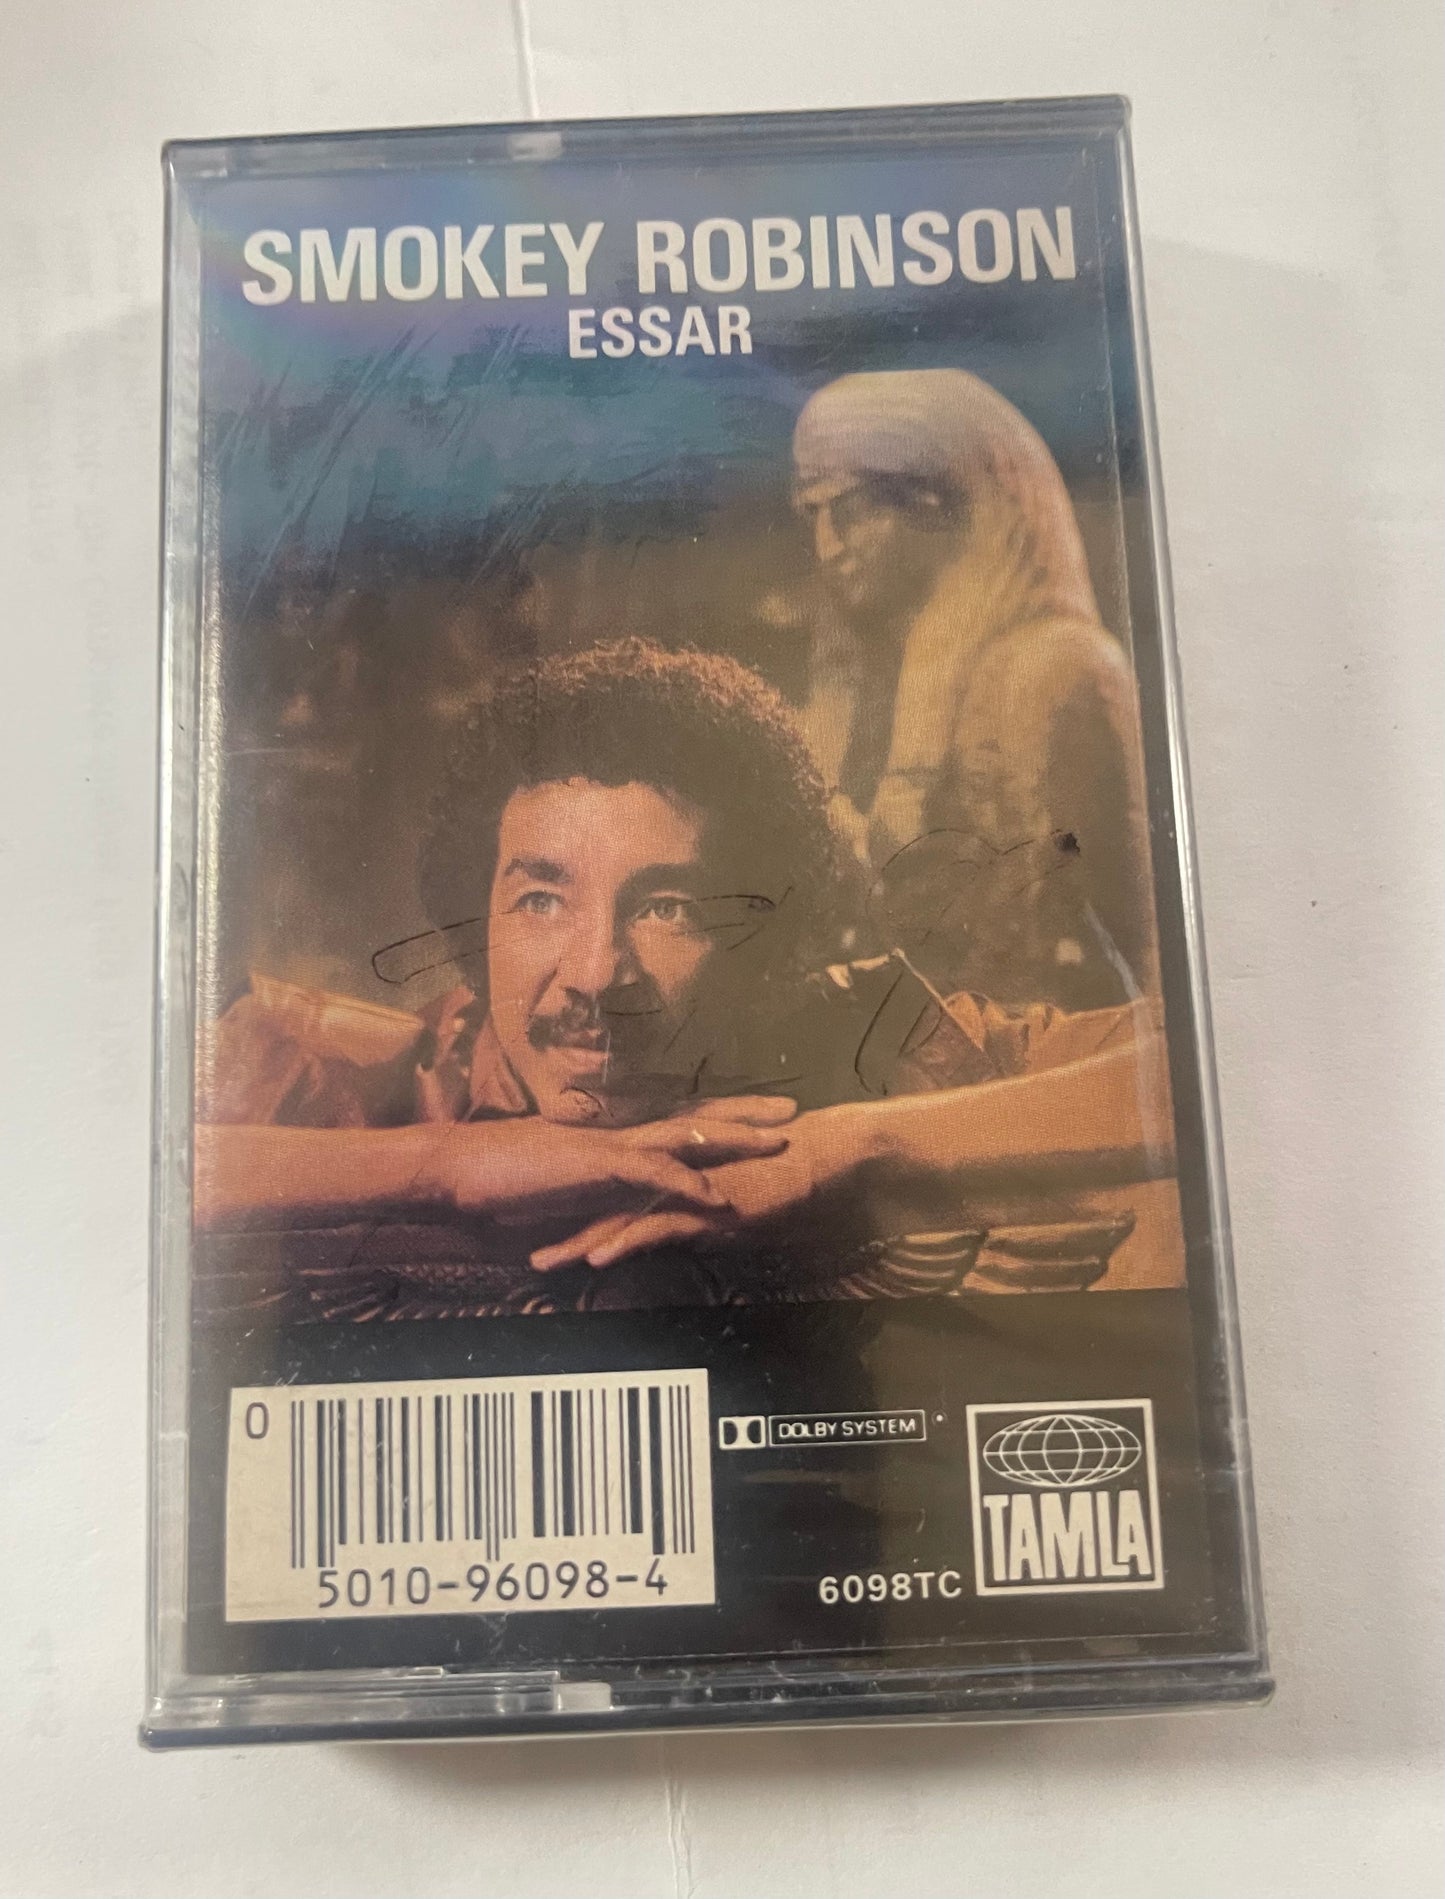 SMOKEY ROBINSON
ESSAR
0
5010-96098-4
DOLBY SYSTEM
6098TC
TAMLA